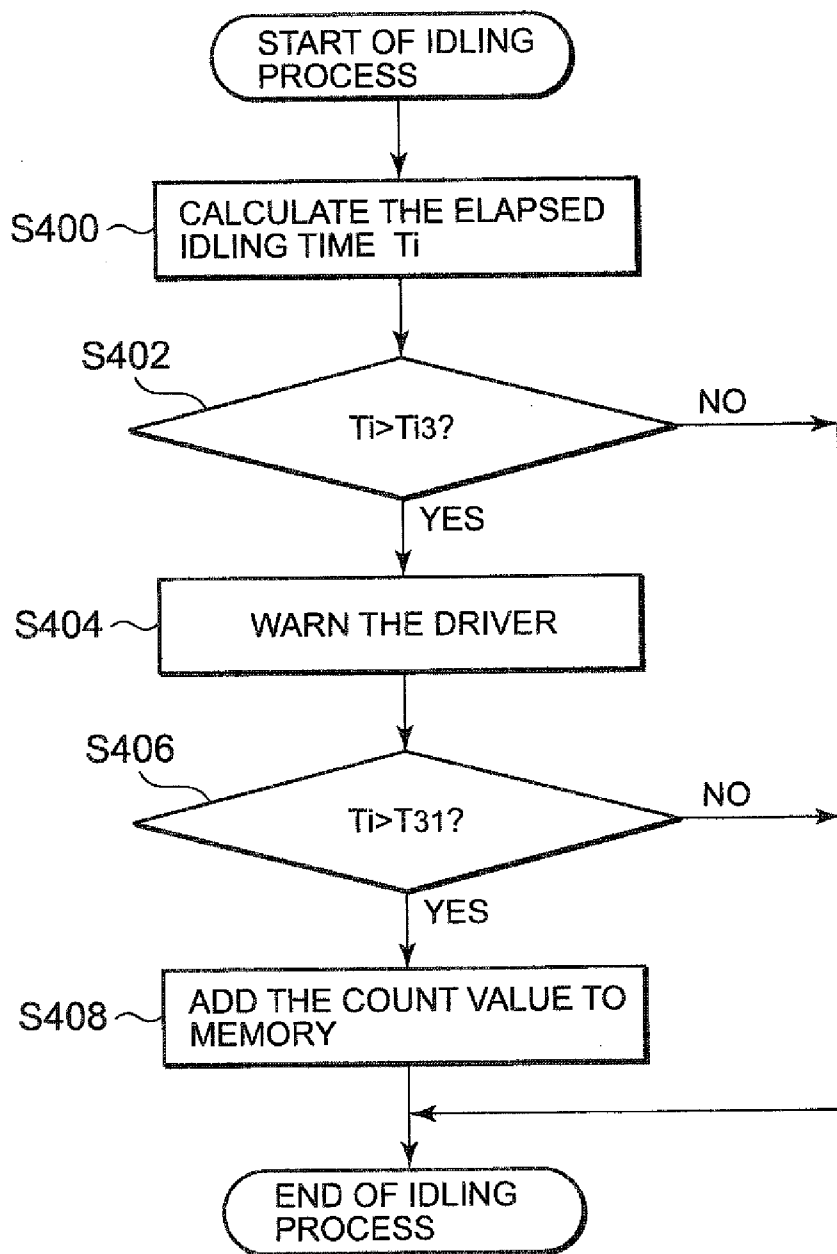 START OF IDLING
PROCESS
S400
CALCULATE THE ELAPSED
IDLING TIME Ti
S402
Ti>Ti3?
NO
YES
S404
WARN THE DRIVER
S406
Ti>T31?
NO
YES
S408
ADD THE COUNT VALUE TO
MEMORY
END OF IDLING
PROCESS